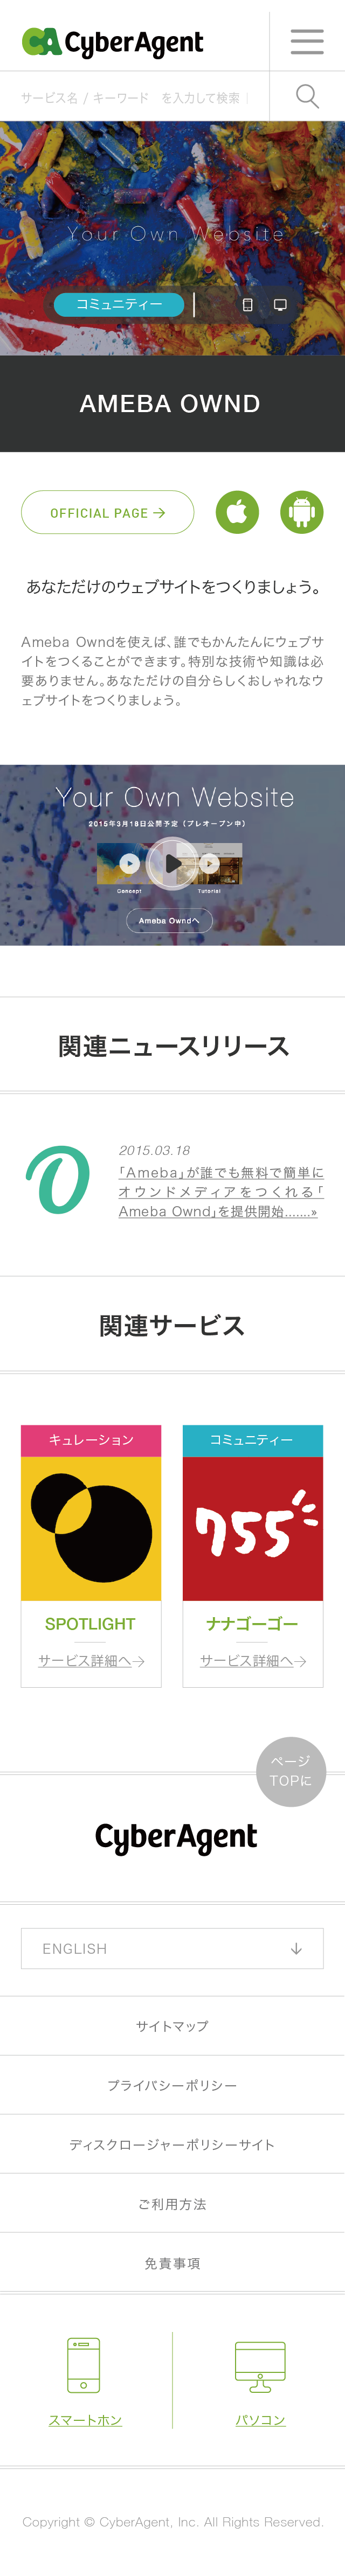 CyberAgent
サービス名 / キーワード　を入力して検索
Your Own Website
コミュニティー
AMEBA OWND
OFFICIAL PAGE →
あなただけのウェブサイトをつくりましょう。
Ameba Owndを使えば、誰でもかんたんにウェブサ
イトをつくることができます。特別な技術や知識は必
要ありません。あなただけの自分らしくおしゃれなウ
ェブサイトをつくりましょう。
Your Own Website
2015年3月18日公開予定（プレオープン中）
Concept
Tutorial
Ameba Owndへ
関連ニュースリリース
2015.03.18
「Ameba」が誰でも無料で簡単に
オウンドメディアをつくれる「
Ameba Ownd」を提供開始.......»
関連サービス
キュレーション
コミュニティー
755
SPOTLIGHT
ナナゴーゴー
サービス詳細へ→
サービス詳細へ→
ページ
TOPに
CyberAgent
ENGLISH ↓
サイトマップ
プライバシーポリシー
ディスクロージャーポリシーサイト
ご利用方法
免責事項
スマートホン
パソコン
Copyright © CyberAgent, Inc. All Rights Reserved.